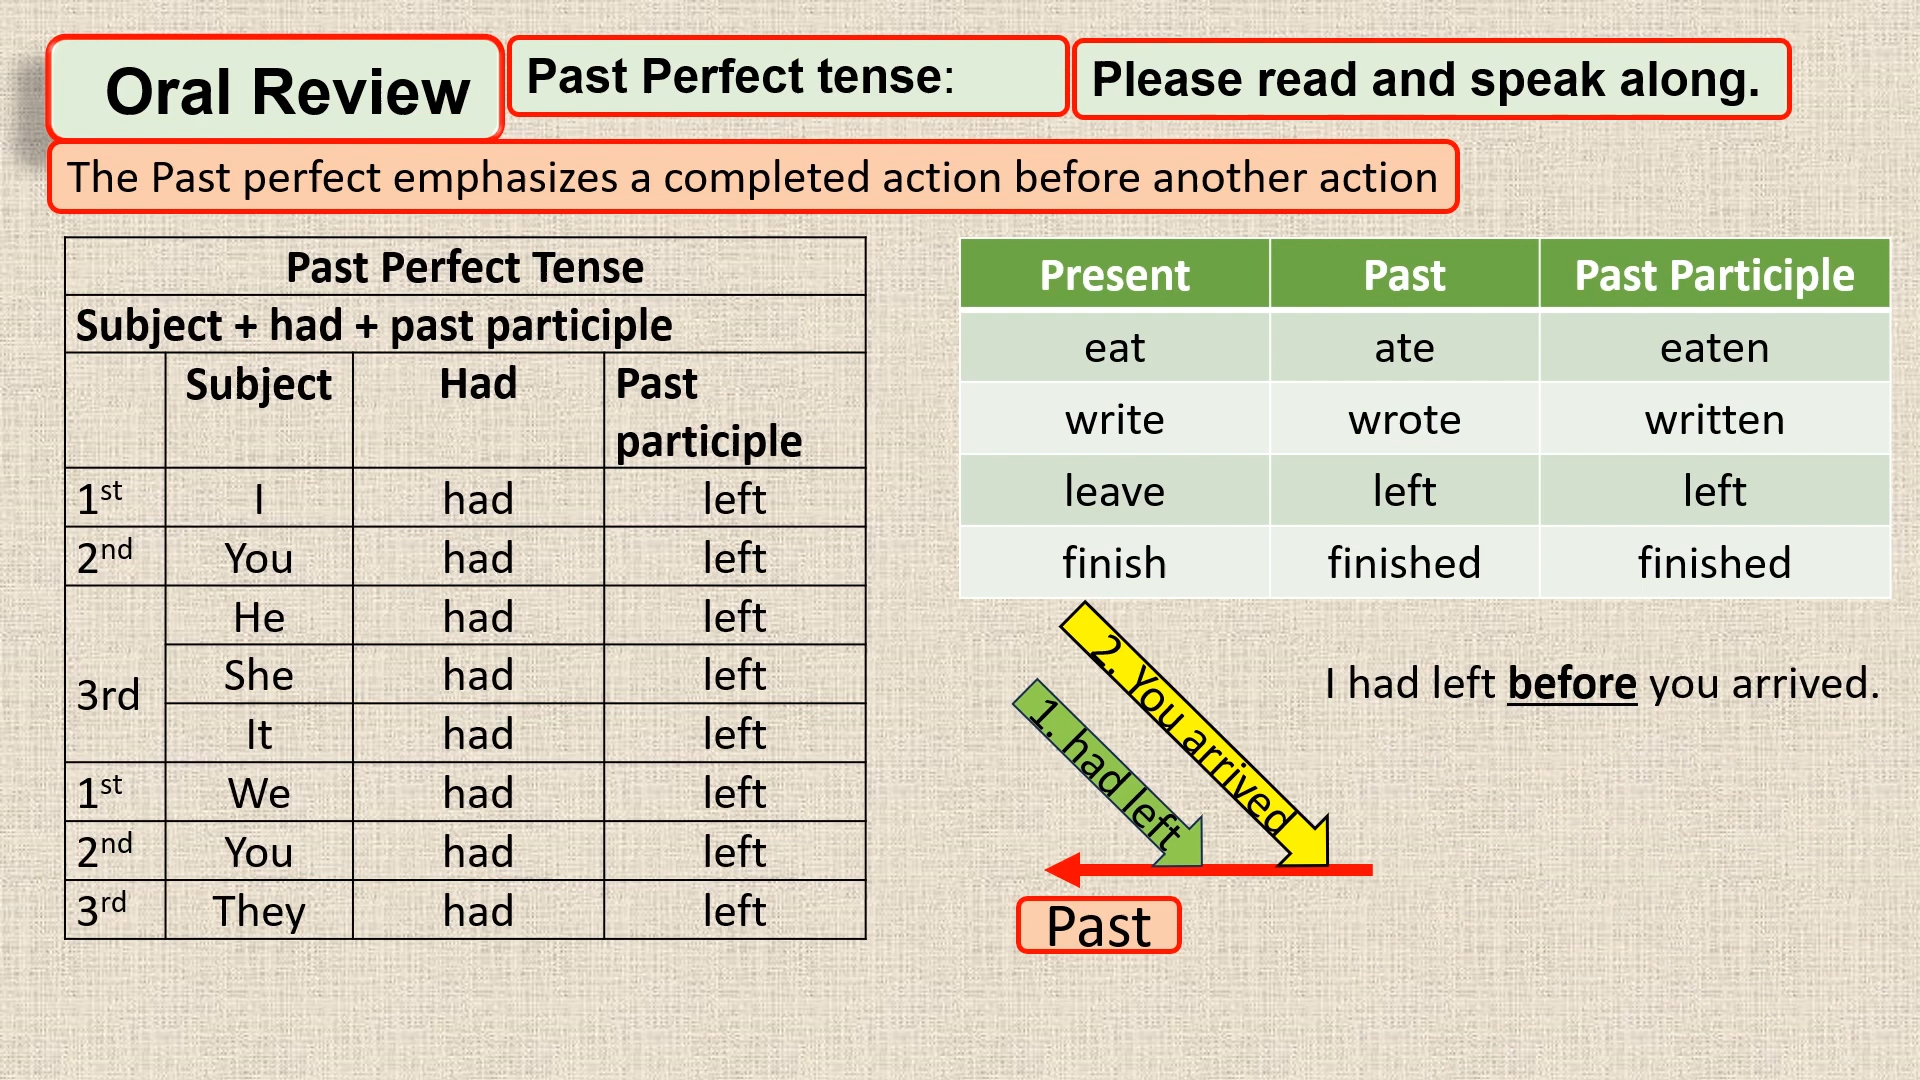 Oral Review
Past Perfect tense:
Please read and speak along.
The Past perfect emphasizes a completed action before another action
Past Perfect Tense
Subject + had + past participle
Subject Had Past
participle
1st I had left
2nd You had left
He had left
3rd She had left
It had left
1st We had left
2nd You had left
3rd They had left
Present Past Past Participle
eat ate eaten
write wrote written
leave left left
finish finished finished
2. You arrived
1. had left
I had left before you arrived.
Past